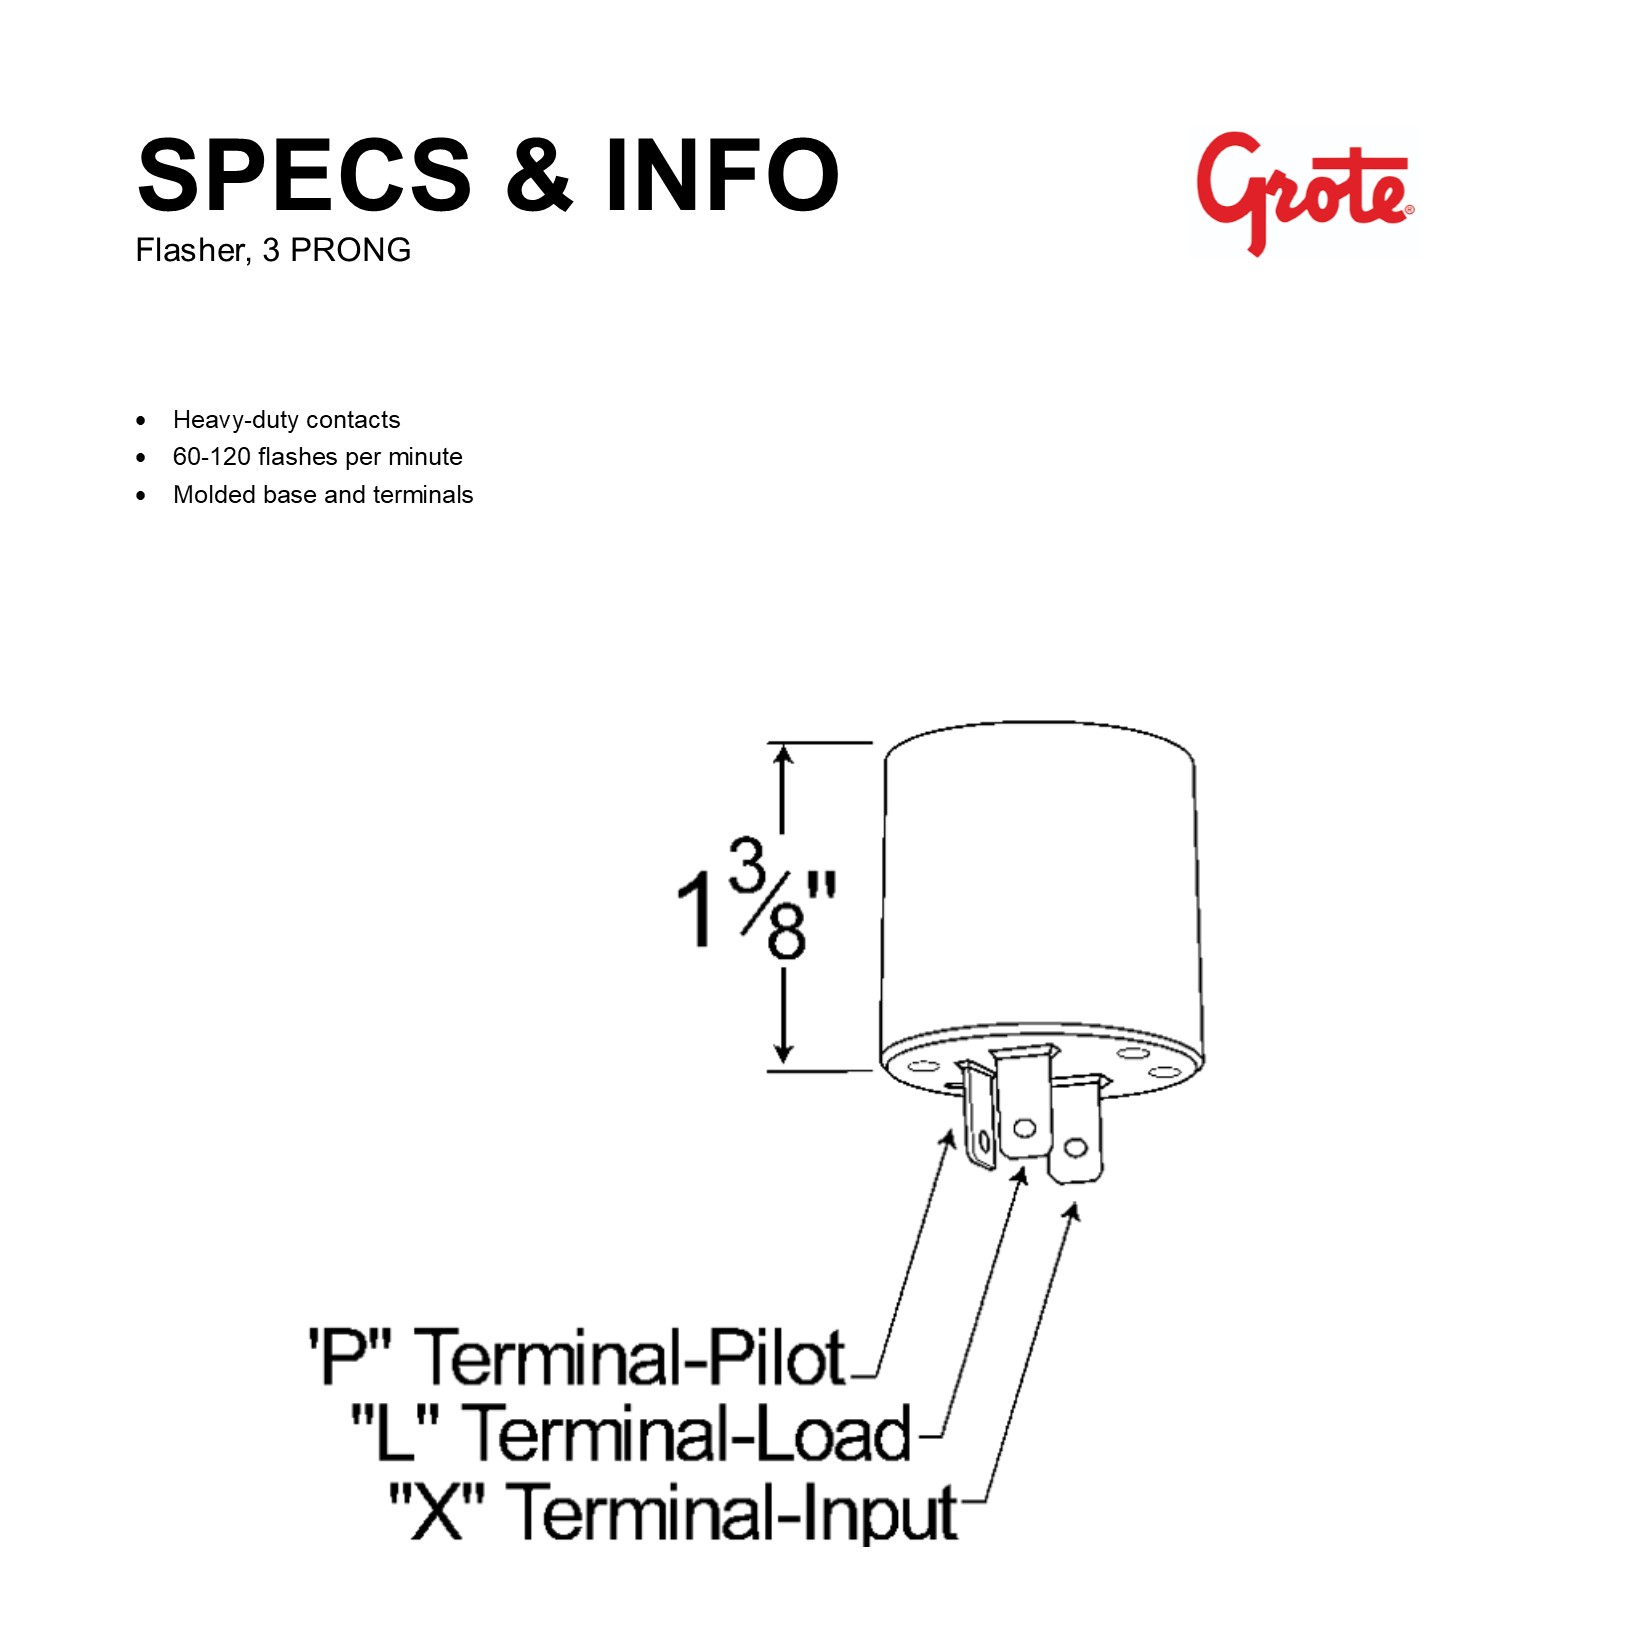 SPECS & INFO
Grote®
Flasher, 3 PRONG
• Heavy-duty contacts
• 60-120 flashes per minute
• Molded base and terminals
1 3/8"
'P" Terminal-Pilot
"L" Terminal-Load
"X" Terminal-Input